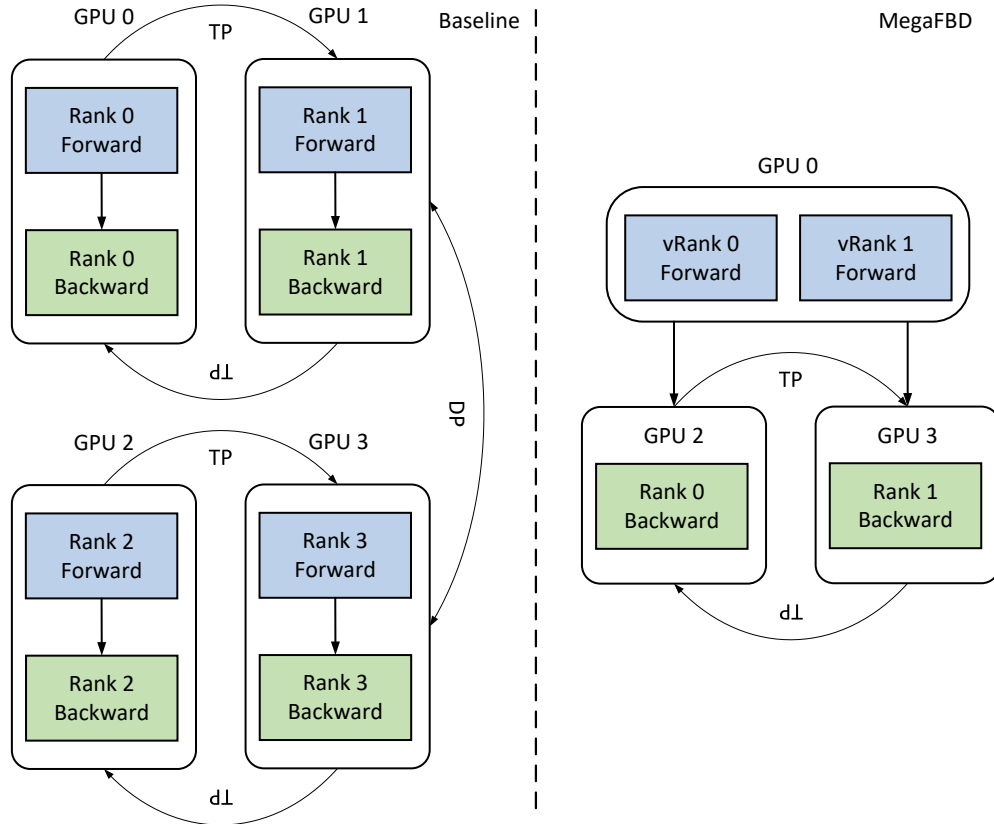 GPU 0
GPU 1
Baseline
TP
Rank 0
Forward
Rank 1
Forward
Rank 0
Backward
Rank 1
Backward
TP
DP
GPU 2
GPU 3
TP
Rank 2
Forward
Rank 3
Forward
Rank 2
Backward
Rank 3
Backward
TP
MegaFBD
GPU 0
vRank 0
Forward
vRank 1
Forward
TP
GPU 2
GPU 3
Rank 0
Backward
Rank 1
Backward
TP